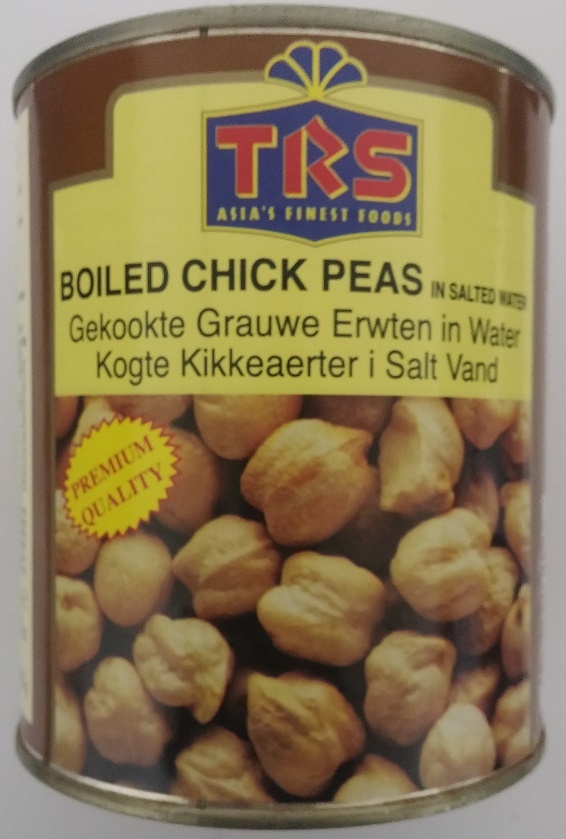 TRS
ASIA'S FINEST FOODS
BOILED CHICK PEAS IN SALTED WATER
Gekookte Grauwe Erwten in Water
Kogte Kikkeaerter i Salt Vand
PREMIUM
QUALITY